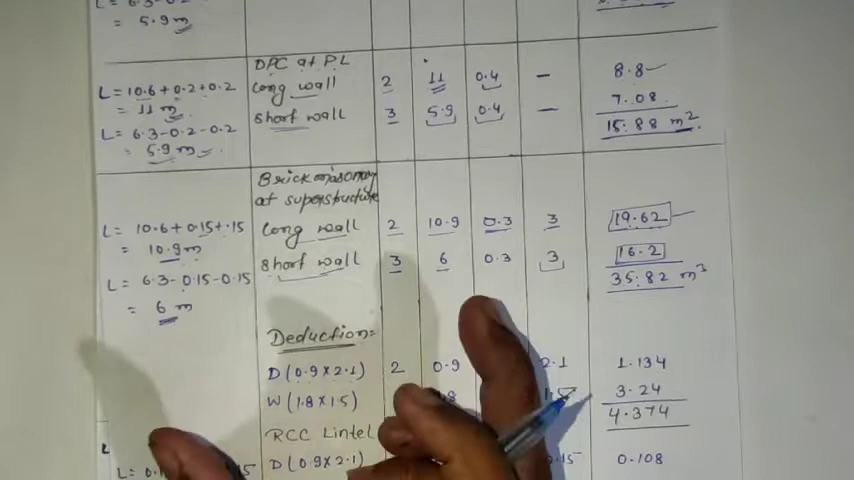 = 5.9 m
DPC at PL
L = 10.6 + 0.2 + 0.2 Long wall 2 11 0.4 — 8.8
= 11 m Short wall 3 5.9 0.4 — 7.08
L = 6.3 - 0.2 - 0.2 15.88 m2
= 5.9 m
Brick masonry
at superstructure
L = 10.6 + 0.15 + .15 Long wall 2 10.9 0.3 3 19.62
= 10.9 m Short wall 3 6 0.3 3 16.2
L = 6.3 - 0.15 - 0.15 35.82 m3
= 6 m
Deduction =
D (0.9 x 2.1) 2 0.9 2.1 1.134
W (1.8 x 1.5) 3.24
4.374
RCC Lintel
D (0.9 x 2.1) 0.108